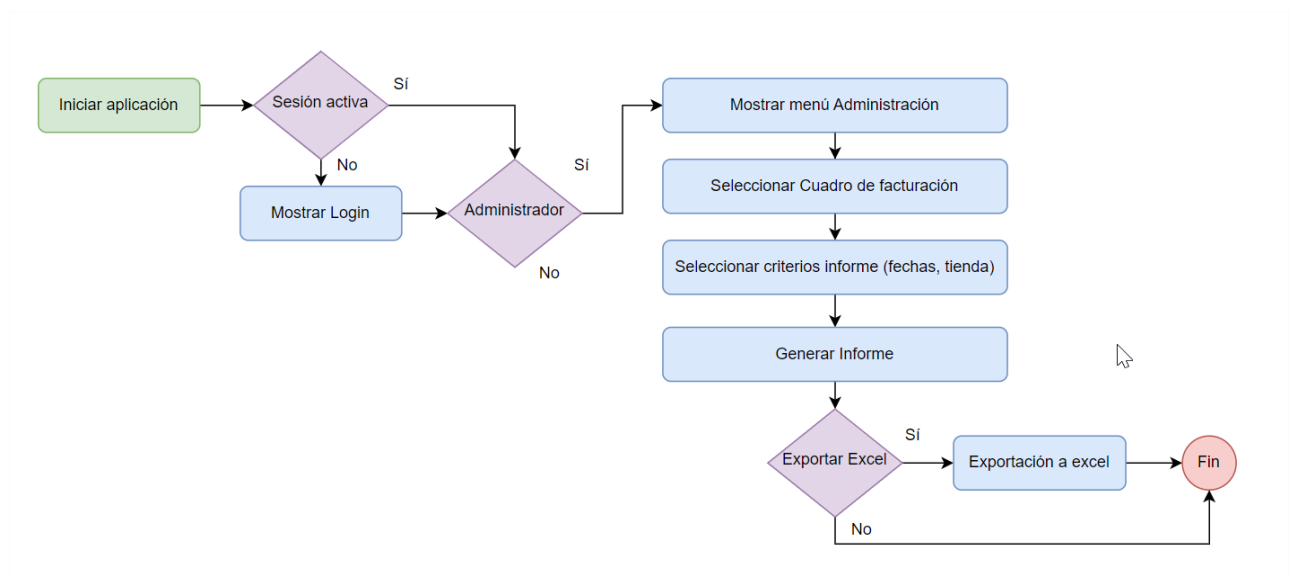 Iniciar aplicación
Sesión activa
Sí
No
Mostrar Login
Administrador
Sí
No
Mostrar menú Administración
Seleccionar Cuadro de facturación
Seleccionar criterios informe (fechas, tienda)
Generar Informe
Exportar Excel
Sí
No
Exportación a excel
Fin